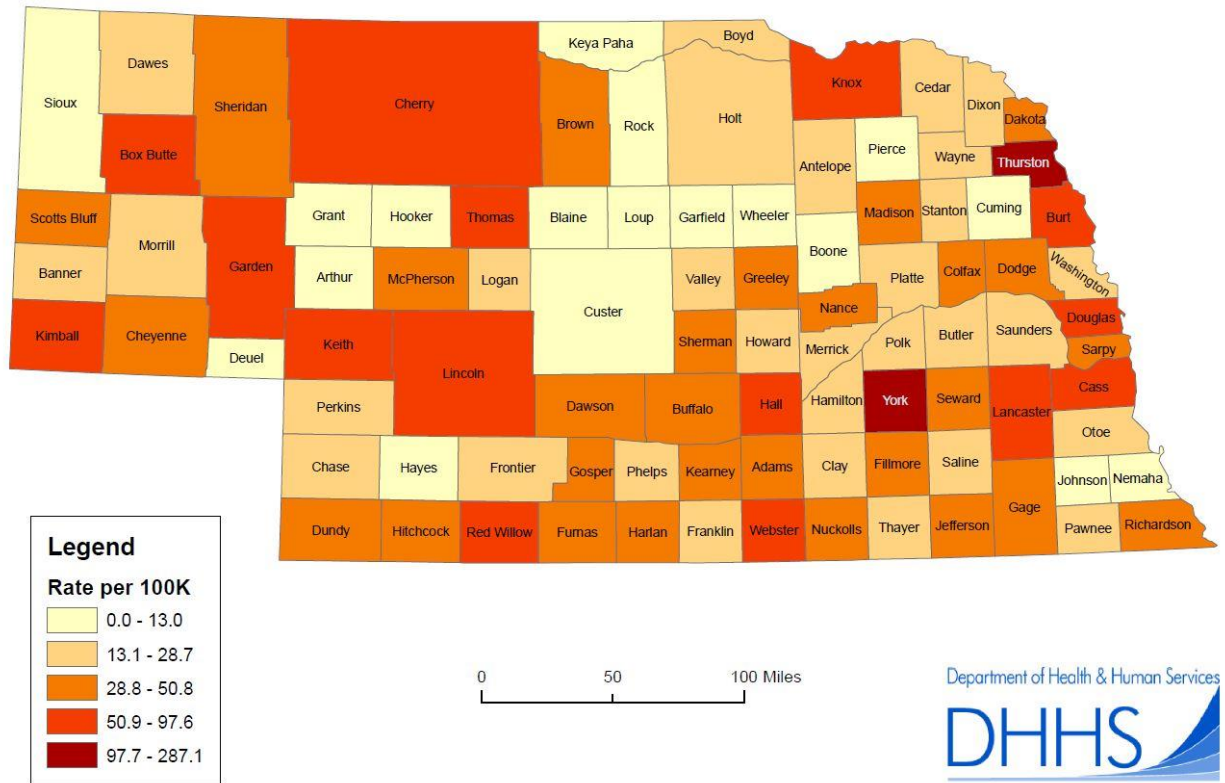 Keya Paha
Boyd
Dawes
Knox
Cedar
Sioux
Sheridan
Cherry
Brown
Rock
Holt
Dixon
Dakota
Box Butte
Antelope
Pierce
Wayne
Thurston
Scotts Bluff
Grant
Hooker
Thomas
Blaine
Loup
Garfield
Wheeler
Madison
Stanton
Cuming
Burt
Morrill
Garden
Banner
Arthur
McPherson
Logan
Custer
Valley
Greeley
Boone
Platte
Colfax
Dodge
Washington
Nance
Kimball
Cheyenne
Deuel
Keith
Lincoln
Sherman
Howard
Merrick
Polk
Butler
Saunders
Douglas
Sarpy
Perkins
Dawson
Buffalo
Hall
Hamilton
York
Seward
Lancaster
Cass
Otoe
Chase
Hayes
Frontier
Gosper
Phelps
Kearney
Adams
Clay
Fillmore
Saline
Johnson
Nemaha
Dundy
Hitchcock
Red Willow
Furnas
Harlan
Franklin
Webster
Nuckolls
Thayer
Jefferson
Gage
Pawnee
Richardson
Legend
Rate per 100K
0.0 - 13.0
13.1 - 28.7
28.8 - 50.8
50.9 - 97.6
97.7 - 287.1
0 50 100 Miles
Department of Health & Human Services
DHHS